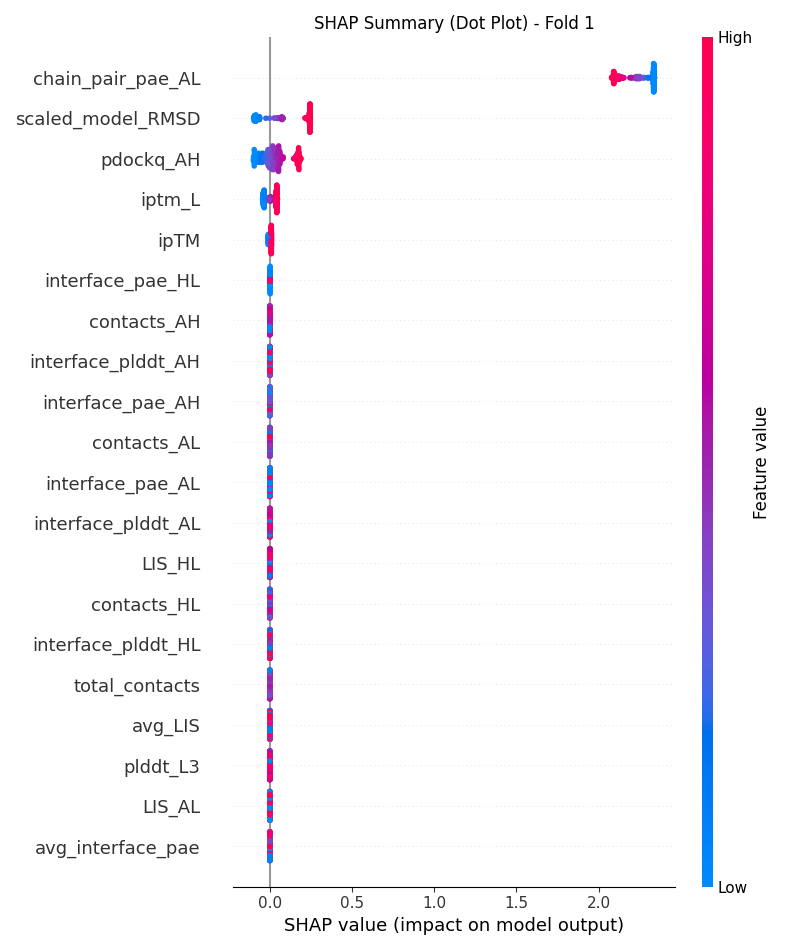 SHAP Summary (Dot Plot) - Fold 1
High
chain_pair_pae_AL
scaled_model_RMSD
pdockq_AH
iptm_L
ipTM
interface_pae_HL
contacts_AH
interface_plddt_AH
interface_pae_AH
contacts_AL
interface_pae_AL
interface_plddt_AL
LIS_HL
contacts_HL
interface_plddt_HL
total_contacts
avg_LIS
plddt_L3
LIS_AL
avg_interface_pae
Feature value
Low
0.0 0.5 1.0 1.5 2.0
SHAP value (impact on model output)